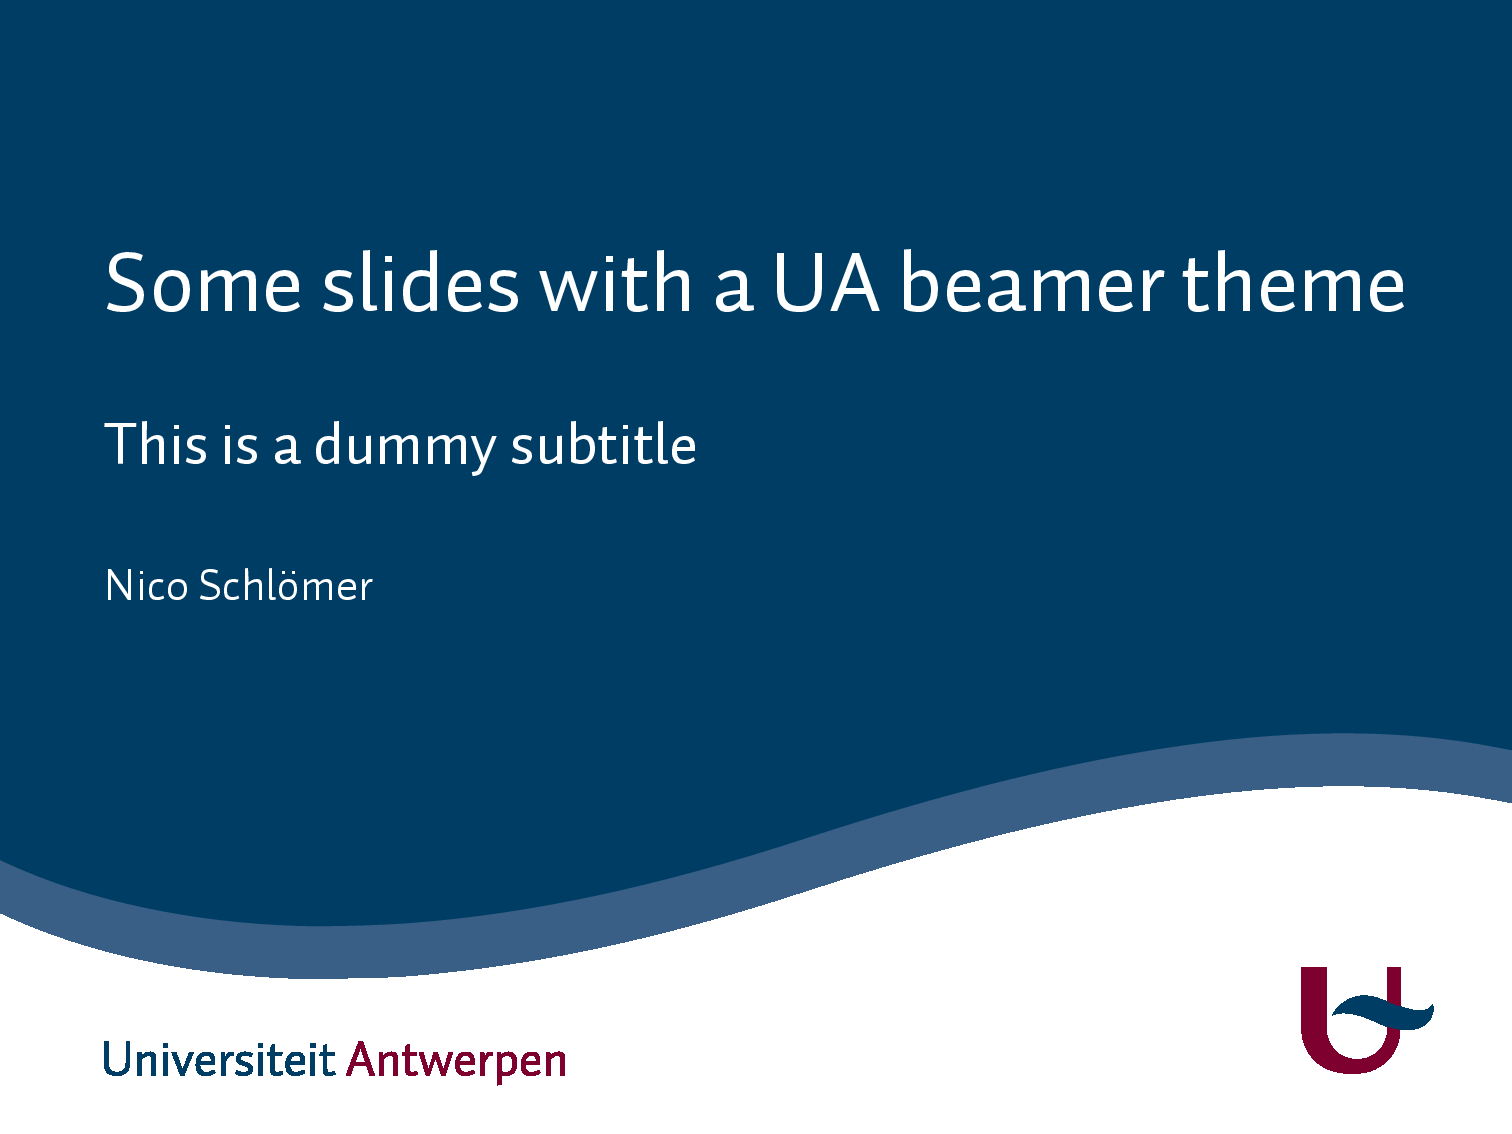 Some slides with a UA beamer theme
This is a dummy subtitle
Nico Schlömer
Universiteit Antwerpen